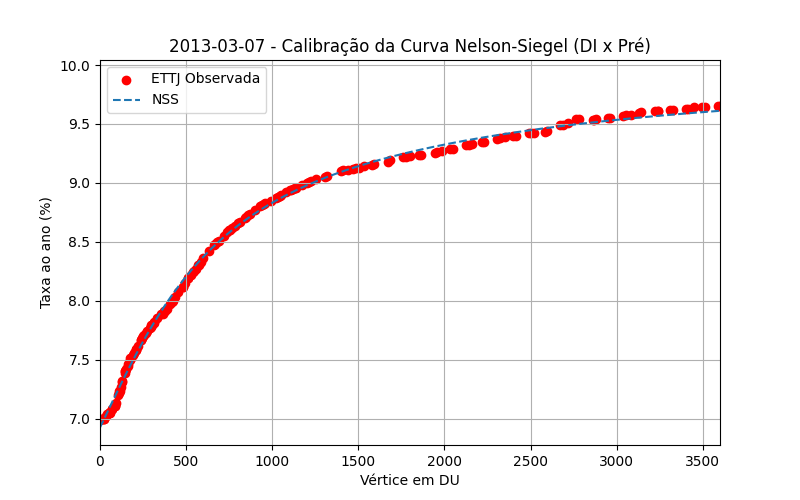 2013-03-07 - Calibração da Curva Nelson-Siegel (DI x Pré)
ETTJ Observada
NSS
Taxa ao ano (%)
10.0
9.5
9.0
8.5
8.0
7.5
7.0
0 500 1000 1500 2000 2500 3000 3500
Vértice em DU